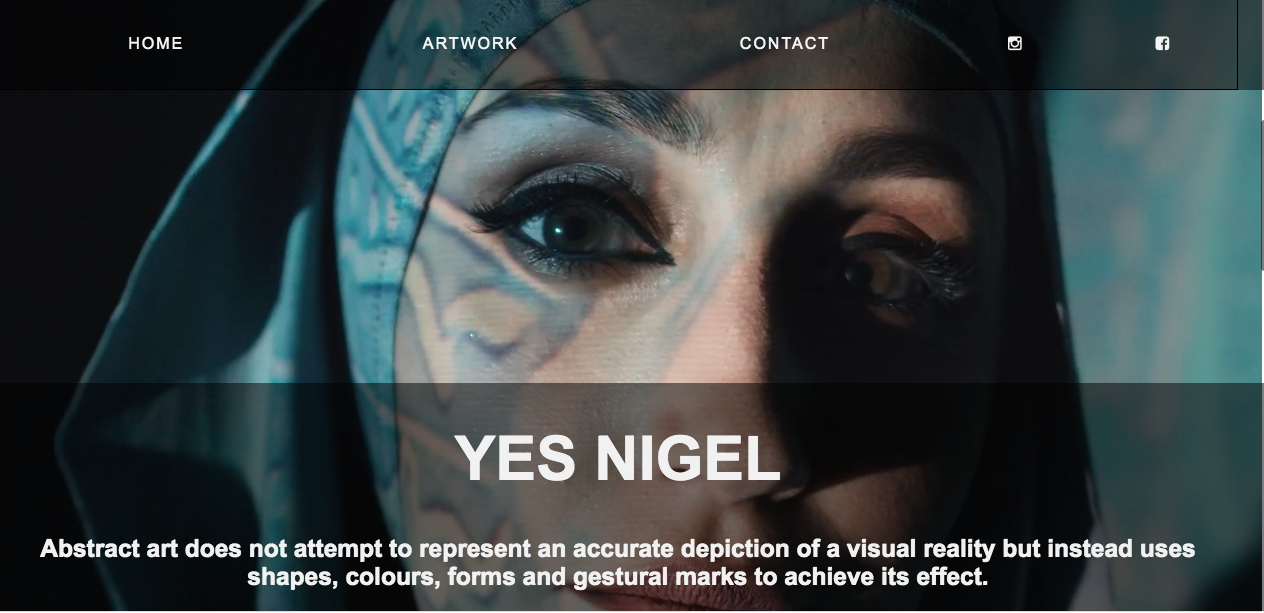 HOME ARTWORK CONTACT
YES NIGEL
Abstract art does not attempt to represent an accurate depiction of a visual reality but instead uses
shapes, colours, forms and gestural marks to achieve its effect.